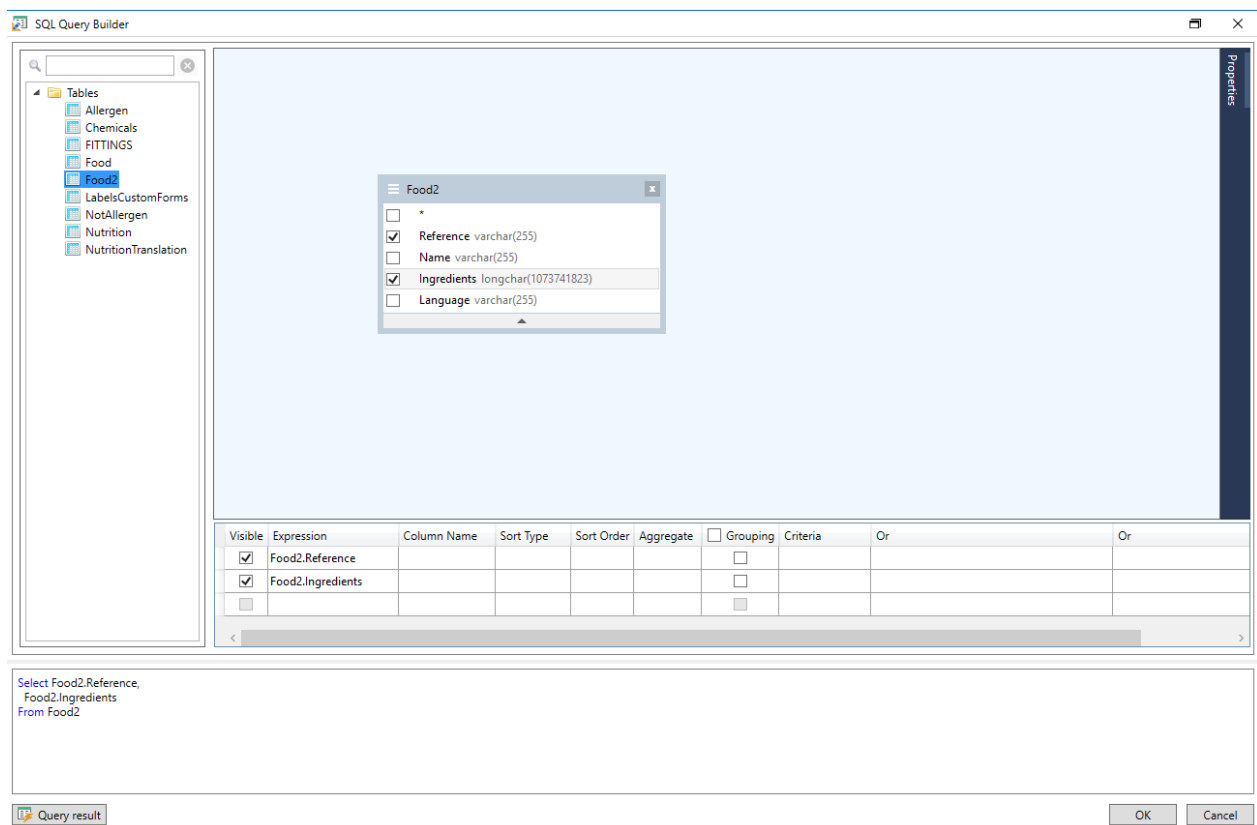 SQL Query Builder
Tables
Allergen
Chemicals
FITTINGS
Food
Food2
LabelsCustomForms
NotAllergen
Nutrition
NutritionTranslation
Properties
Food2
*
Reference varchar(255)
Name varchar(255)
Ingredients longchar(1073741823)
Language varchar(255)
Visible Expression Column Name Sort Type Sort Order Aggregate Grouping Criteria Or Or
Food2.Reference
Food2.Ingredients
Select Food2.Reference,
Food2.Ingredients
From Food2
Query result OK Cancel